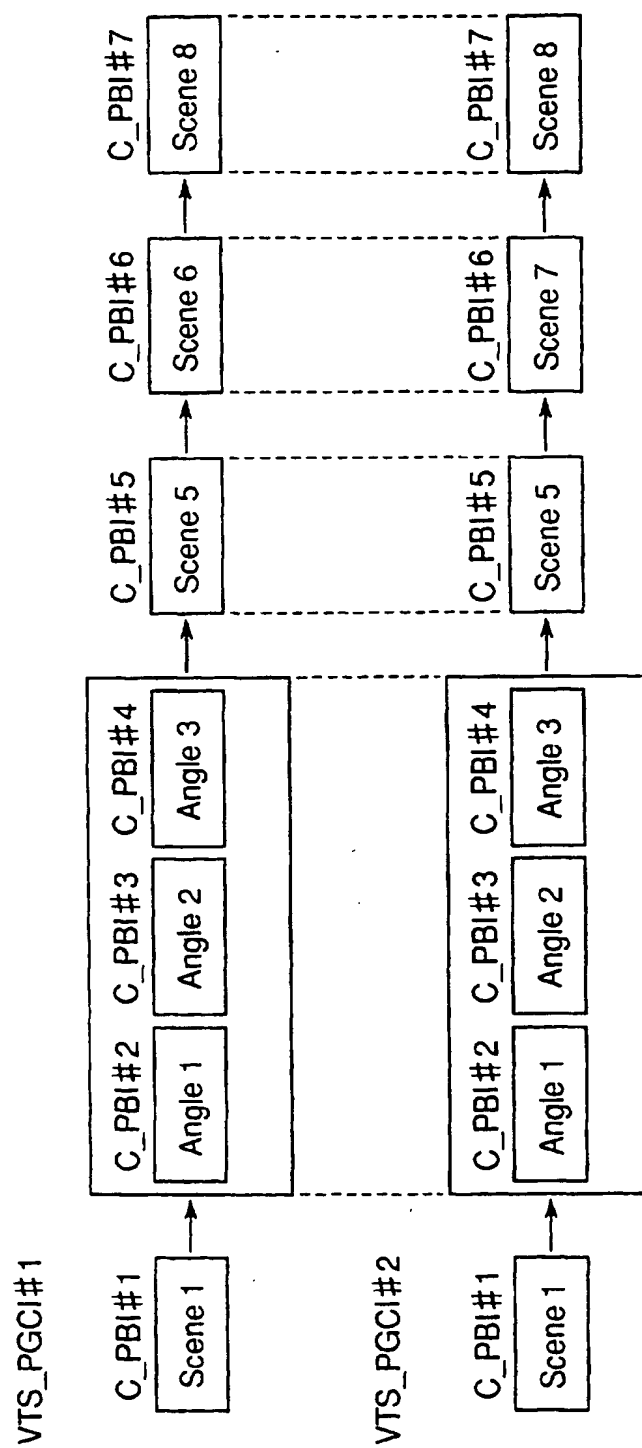 VTS_PGCI#1
C_PBI#1
Scene 1
C_PBI#2
Angle 1
C_PBI#3
Angle 2
C_PBI#4
Angle 3
C_PBI#5
Scene 5
C_PBI#6
Scene 6
C_PBI#7
Scene 8
VTS_PGCI#2
C_PBI#1
Scene 1
C_PBI#2
Angle 1
C_PBI#3
Angle 2
C_PBI#4
Angle 3
C_PBI#5
Scene 5
C_PBI#6
Scene 7
C_PBI#7
Scene 8